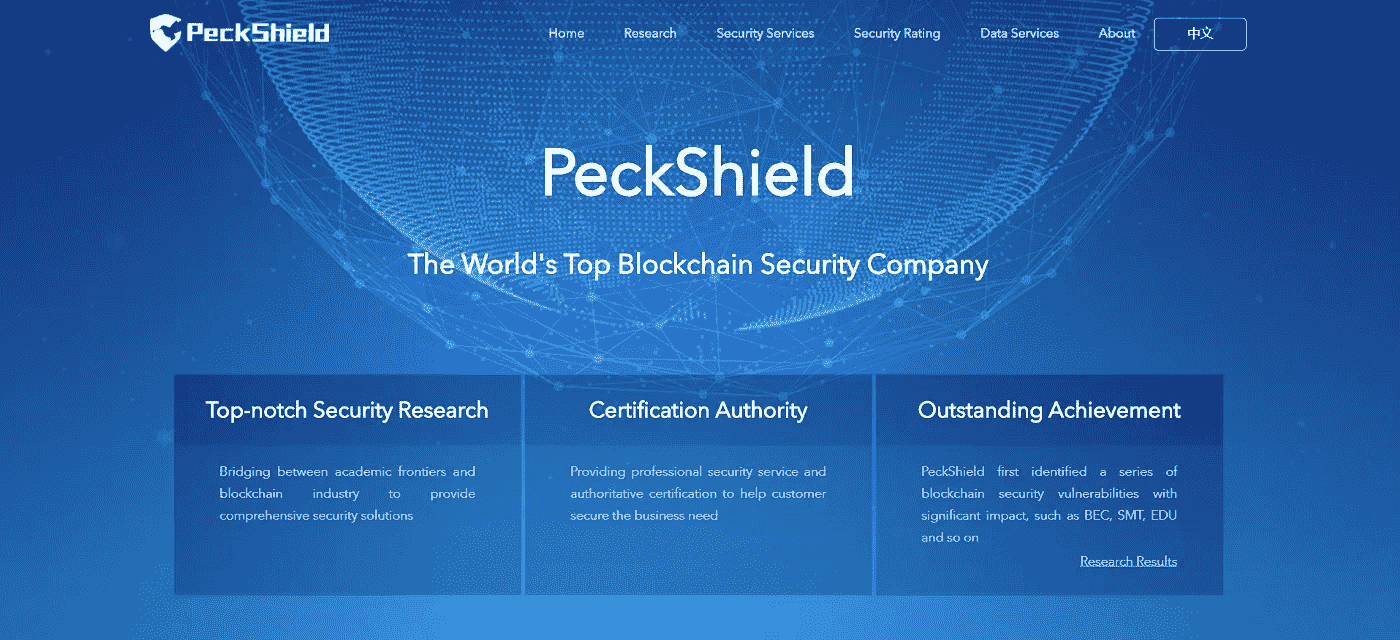 PeckShield
Home
Research
Security Services
Security Rating
Data Services
About
中文
PeckShield
The World's Top Blockchain Security Company
Top-notch Security Research
Bridging between academic frontiers and
blockchain industry to provide
comprehensive security solutions
Certification Authority
Providing professional security service and
authoritative certification to help customer
secure the business need
Outstanding Achievement
PeckShield first identified a series of
blockchain security vulnerabilities with
significant impact, such as BEC, SMT, EDU
and so on
Research Results